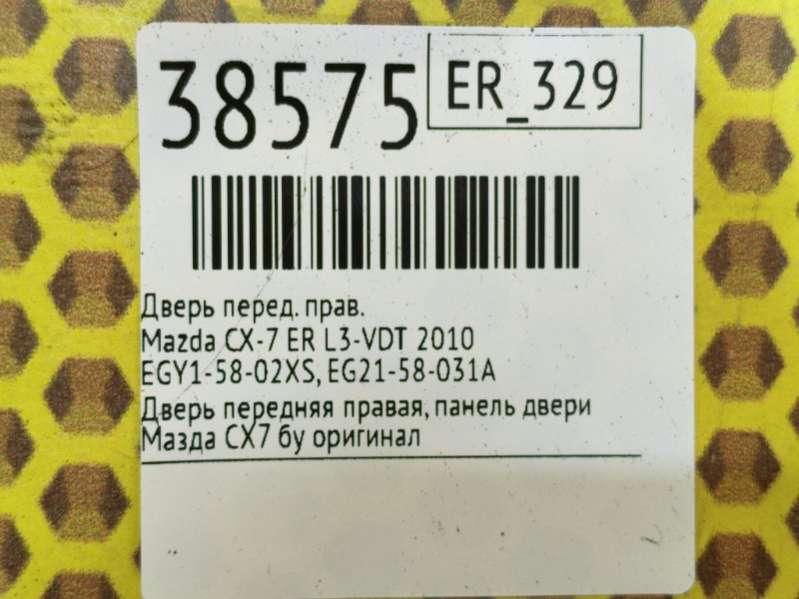 38575
ER_329
Дверь перед. прав.
Mazda CX-7 ER L3-VDT 2010
EGY1-58-02XS, EG21-58-031A
Дверь передняя правая, панель двери
Мазда CX7 бу оригинал